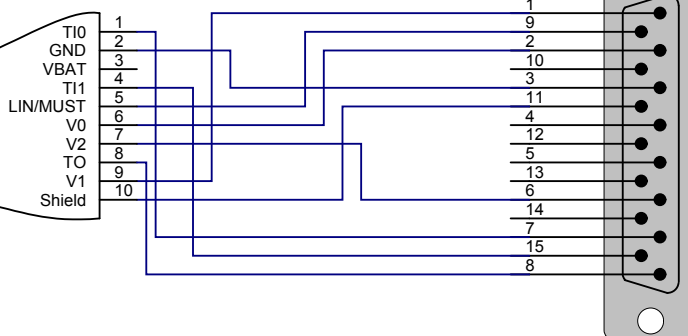 TI0 1
GND 2
VBAT 3
TI1 4
LIN/MUST 5
V0 6
V2 7
TO 8
V1 9
Shield 10
1
9
2
10
3
11
4
12
5
13
6
14
7
15
8